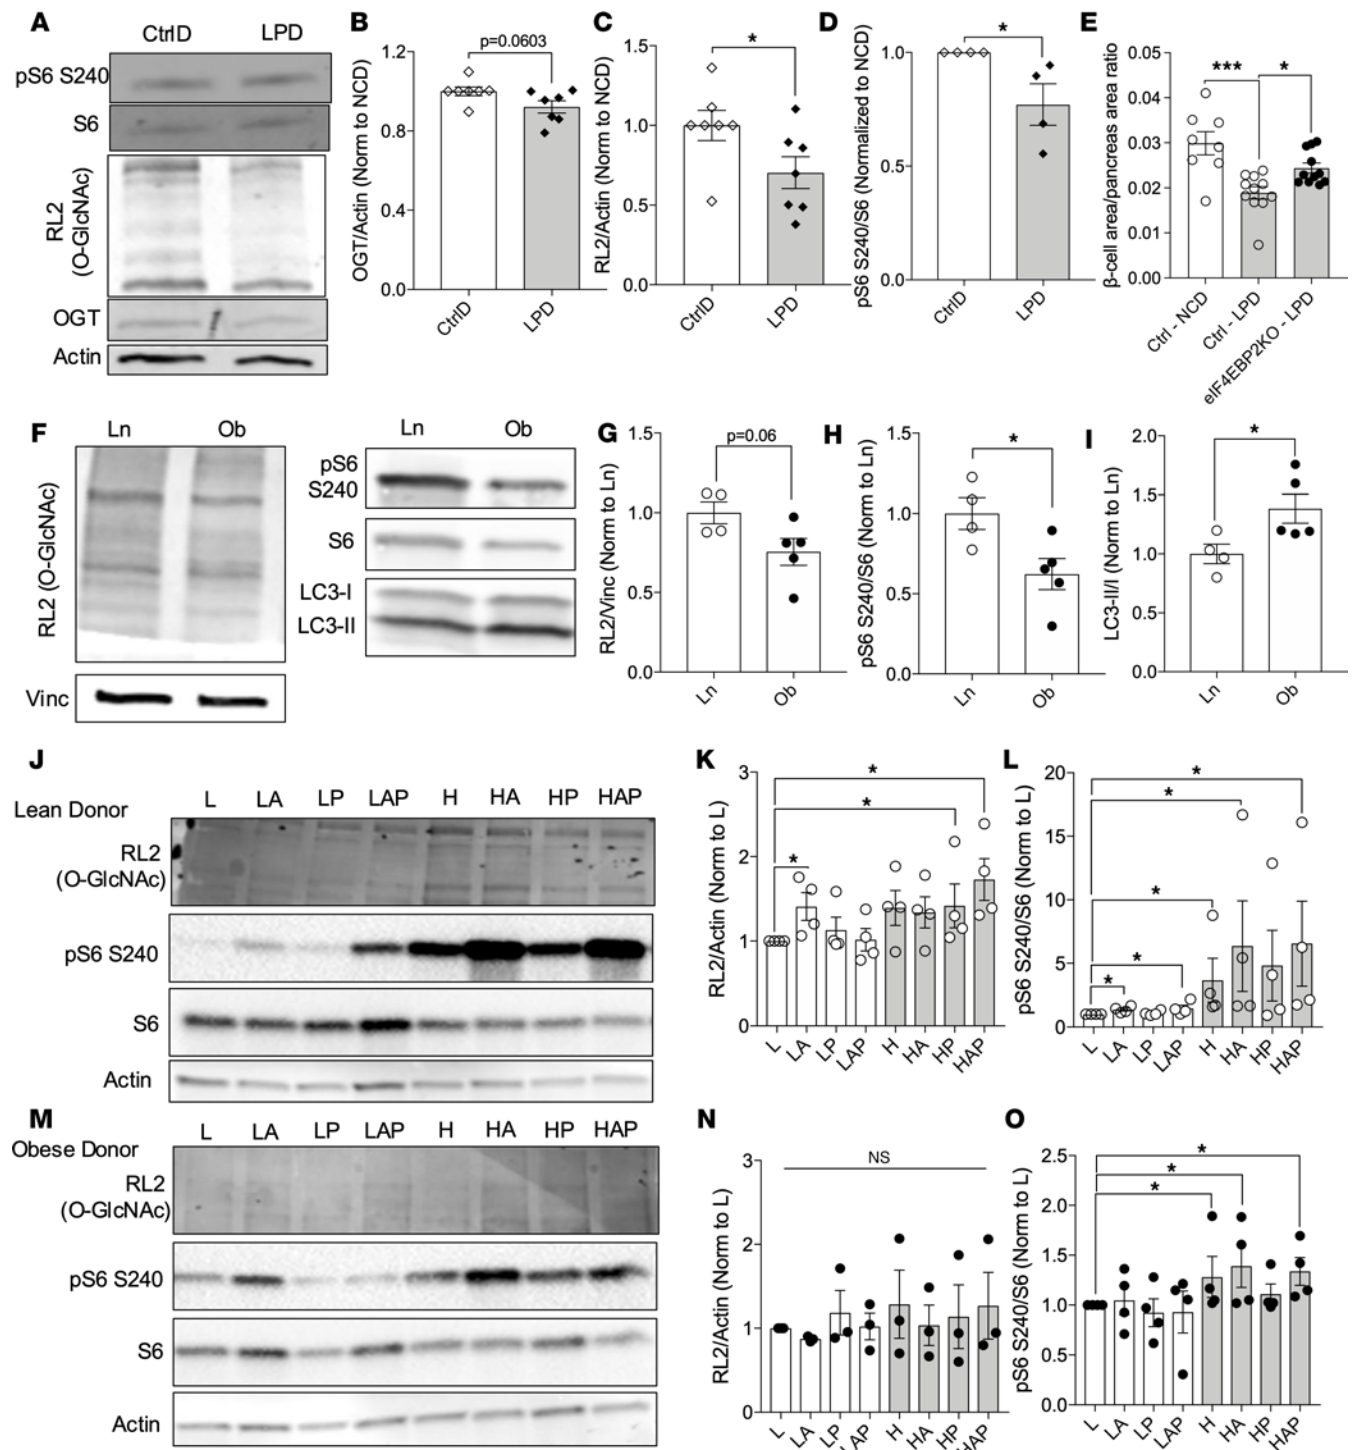 A
CtrlD LPD
pS6 S240
S6
RL2
(O-GlcNAc)
OGT
Actin
B
OGT/Actin (Norm to NCD)
1.2
0.8
0.4
0.0
p=0.0603
CtrlD
LPD
C
RL2/Actin (Norm to NCD)
1.5
1.0
0.5
0.0
*
CtrlD
LPD
D
pS6 S240/S6 (Normalized to NCD)
1.0
0.5
0.0
*
CtrlD
LPD
E
β-cell area/pancreas area ratio
0.05
0.04
0.03
0.02
0.01
0.00
*** *
Ctrl - NCD
Ctrl - LPD
eIF4EBP2KO - LPD
F
Ln Ob
RL2 (O-GlcNAc)
Vinc
Ln Ob
pS6
S240
S6
LC3-I
LC3-II
G
RL2/Vinc (Norm to Ln)
1.5
1.0
0.5
0.0
p=0.06
Ln
Ob
H
pS6 S240/S6 (Norm to Ln)
1.5
1.0
0.5
0.0
*
Ln
Ob
I
LC3-II/I (Norm to Ln)
2.0
1.5
1.0
0.5
0.0
*
Ln
Ob
J
Lean Donor
L LA LP LAP H HA HP HAP
RL2
(O-GlcNAc)
pS6 S240
S6
Actin
K
RL2/Actin (Norm to L)
3
2
1
0
*
*
*
L
LA
LP
LAP
H
HA
HP
HAP
L
pS6 S240/S6 (Norm to L)
20
15
10
5
0
*
*
*
*
*
L
LA
LP
LAP
H
HA
HP
HAP
M
Obese Donor
L LA LP LAP H HA HP HAP
RL2
(O-GlcNAc)
pS6 S240
S6
Actin
N
RL2/Actin (Norm to L)
3
2
1
0
NS
L
LA
LP
LAP
H
HA
HP
HAP
O
pS6 S240/S6 (Norm to L)
2.5
2.0
1.5
1.0
0.5
0.0
*
*
*
L
LA
LP
LAP
H
HA
HP
HAP